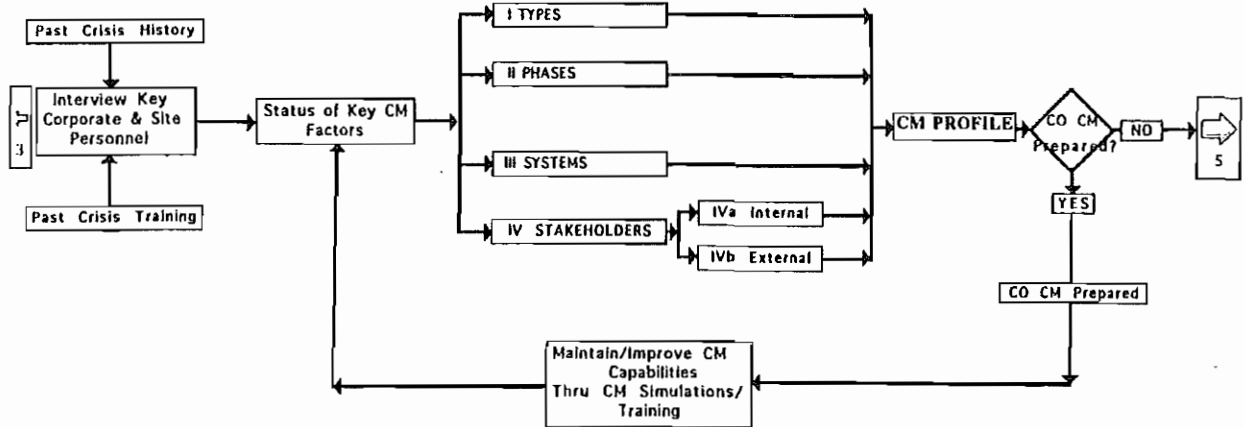 Past Crisis History
Interview Key
Corporate & Site
Personnel
3
Past Crisis Training
Status of Key CM
Factors
I TYPES
II PHASES
III SYSTEMS
IV STAKEHOLDERS
IVa Internal
IVb External
CM PROFILE
CO CM
Prepared?
NO
5
YES
CO CM Prepared
Maintain/Improve CM
Capabilities
Thru CM Simulations/
Training